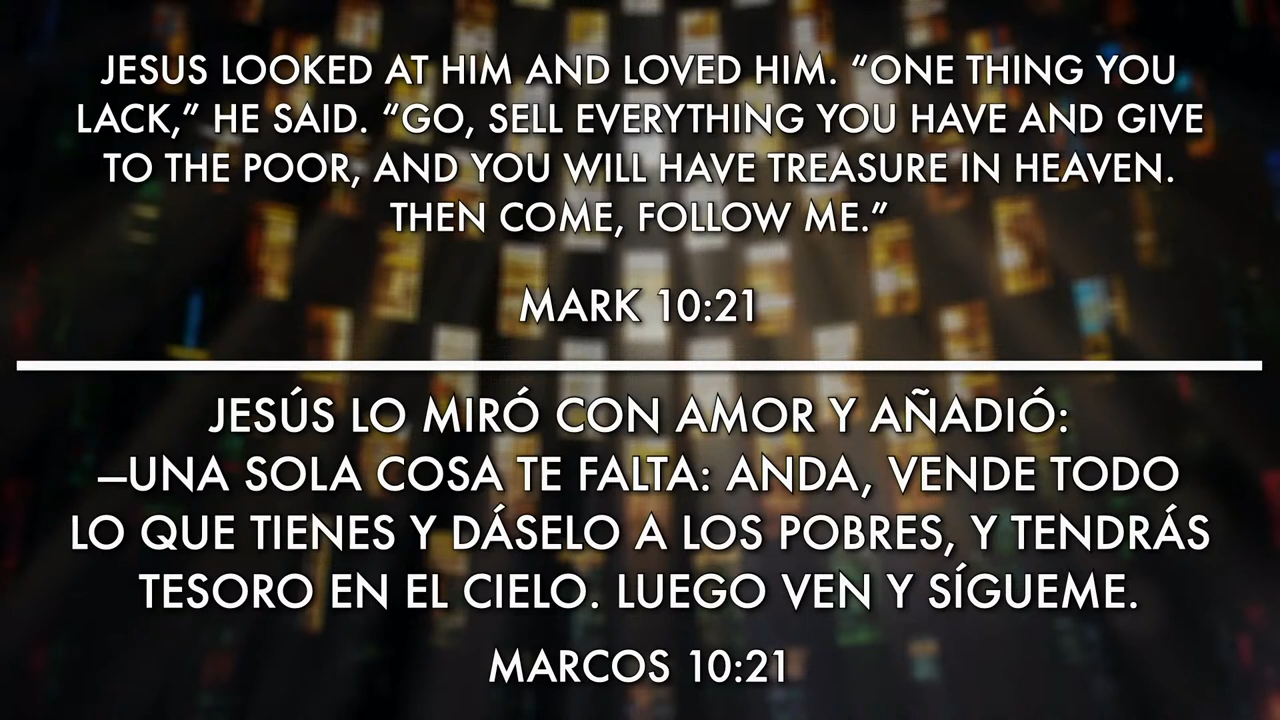 JESUS LOOKED AT HIM AND LOVED HIM. “ONE THING YOU
LACK,” HE SAID. “GO, SELL EVERYTHING YOU HAVE AND GIVE
TO THE POOR, AND YOU WILL HAVE TREASURE IN HEAVEN.
THEN COME, FOLLOW ME.”
MARK 10:21
JESÚS LO MIRÓ CON AMOR Y AÑADIÓ:
—UNA SOLA COSA TE FALTA: ANDA, VENDE TODO
LO QUE TIENES Y DÁSELO A LOS POBRES, Y TENDRÁS
TESORO EN EL CIELO. LUEGO VEN Y SÍGUEME.
MARCOS 10:21